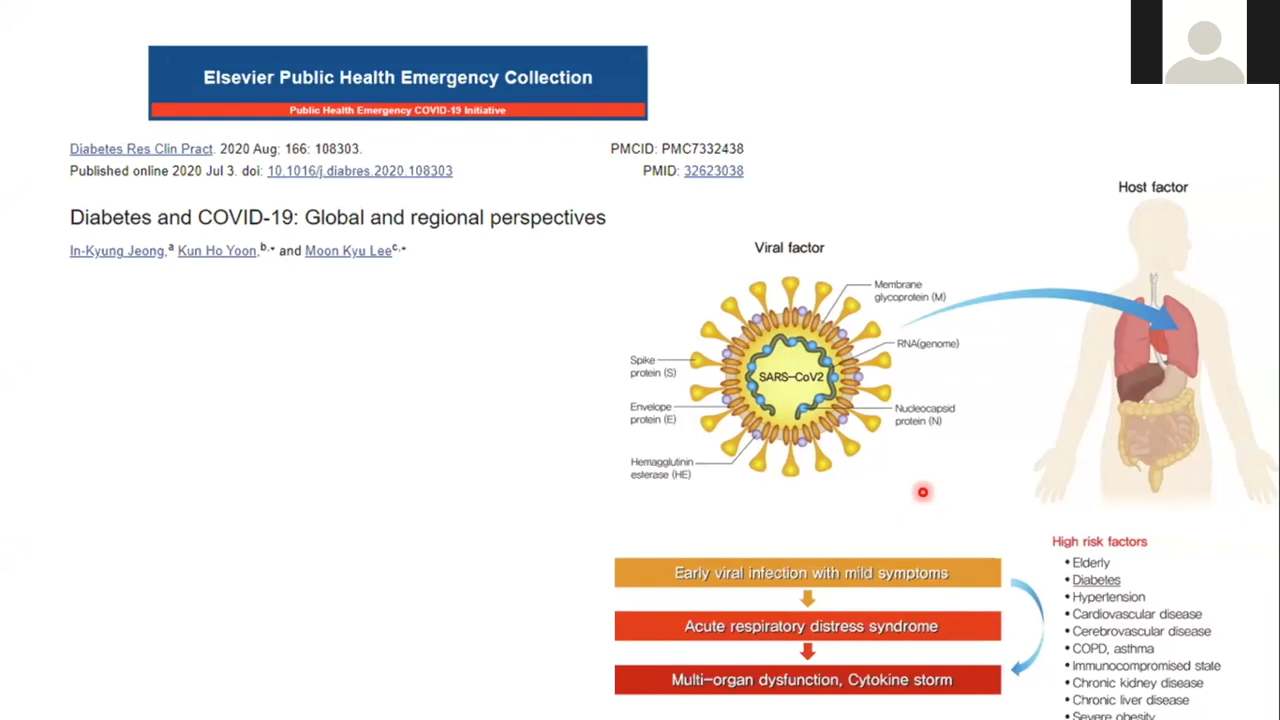 Elsevier Public Health Emergency Collection
Public Health Emergency COVID-19 Initiative
Diabetes Res Clin Pract. 2020 Aug: 166: 108303.
PMCID: PMC7332438
Published online 2020 Jul 3. doi: 10.1016/j.diabres.2020.108303
PMID: 32623038
Diabetes and COVID-19: Global and regional perspectives
In-Kyung Jeong,a Kun Ho Yoon,b,* and Moon Kyu Leec,*
Viral factor
Membrane
glycoprotein (M)
RNA(genome)
Spike
protein (S)
SARS-CoV2
Envelope
protein (E)
Nucleocapsid
protein (N)
Hemagglutinin
esterase (HE)
Host factor
Early viral infection with mild symptoms
Acute respiratory distress syndrome
Multi-organ dysfunction, Cytokine storm
High risk factors
• Elderly
• Diabetes
• Hypertension
• Cardiovascular disease
• Cerebrovascular disease
• COPD, asthma
• Immunocompromised state
• Chronic kidney disease
• Chronic liver disease
• Severe obesity